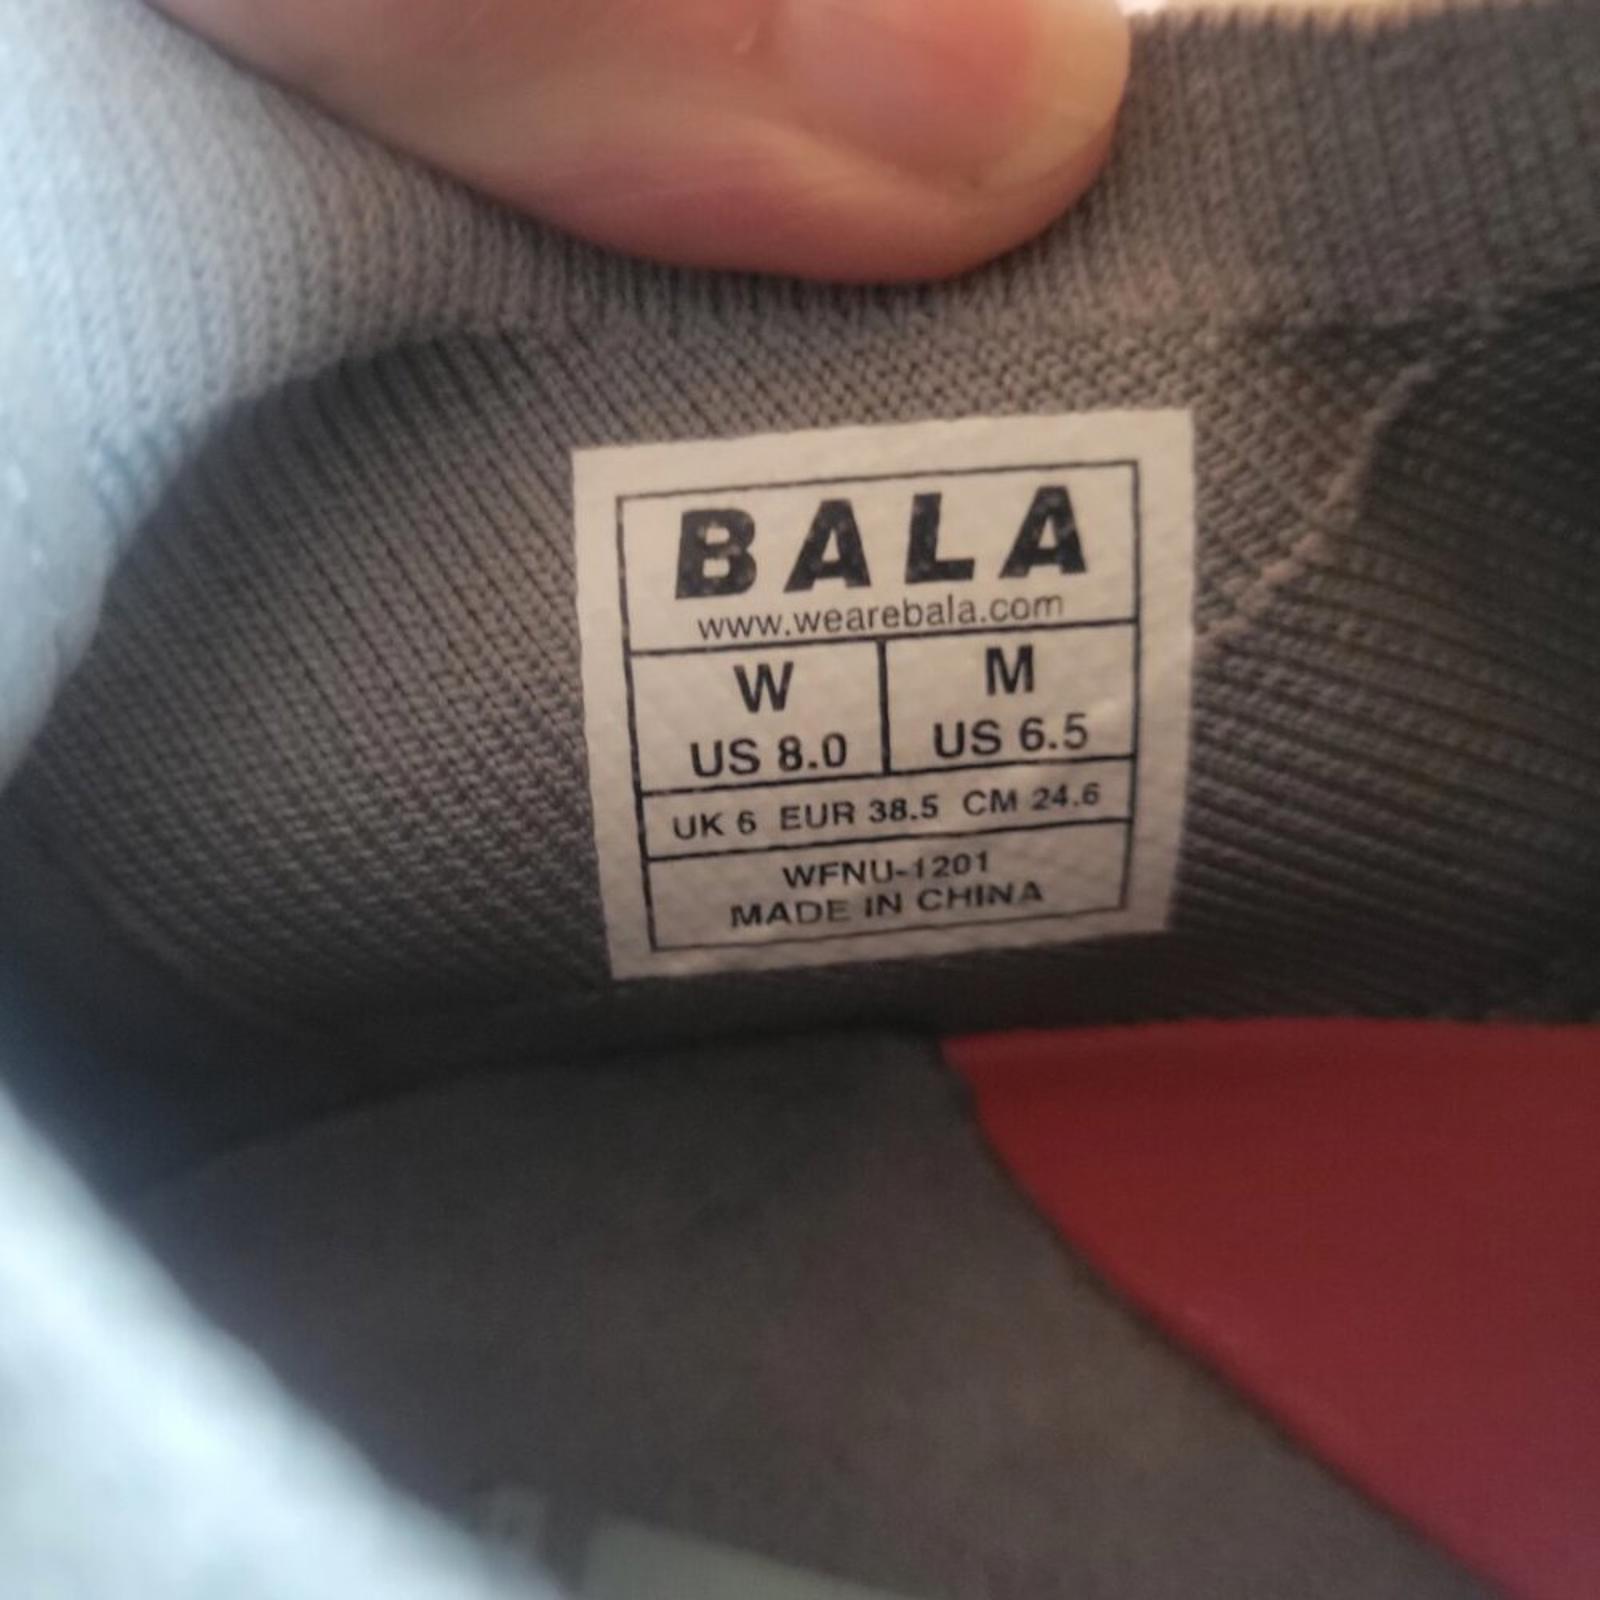 BALA
www.wearebala.com
W M
US 8.0 US 6.5
UK 6 EUR 38.5 CM 24.6
WFNU-1201
MADE IN CHINA